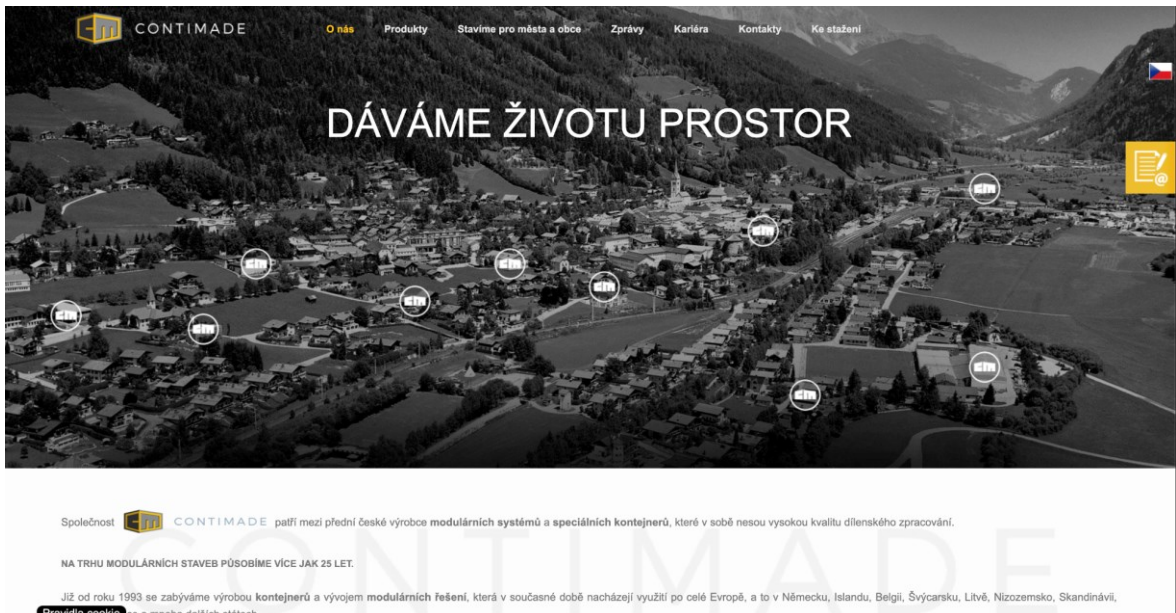 CONTIMADE
O nás Produkty Stavíme pro města a obce Zprávy Kariéra Kontakty Ke stažení
DÁVÁME ŽIVOTU PROSTOR
Společnost CONTIMADE patří mezi přední české výrobce modulárních systémů a speciálních kontejnerů, které v sobě nesou vysokou kvalitu dílenského zpracování.
NA TRHU MODULÁRNÍCH STAVEB PŮSOBÍME VÍCE JAK 25 LET.
Již od roku 1993 se zabýváme výrobou kontejnerů a vývojem modulárních řešení, která v současné době nacházejí využití po celé Evropě, a to v Německu, Islandu, Belgii, Švýcarsku, Litvě, Nizozemsko, Skandinávii,
Pravidla cookie
CONTIMADE